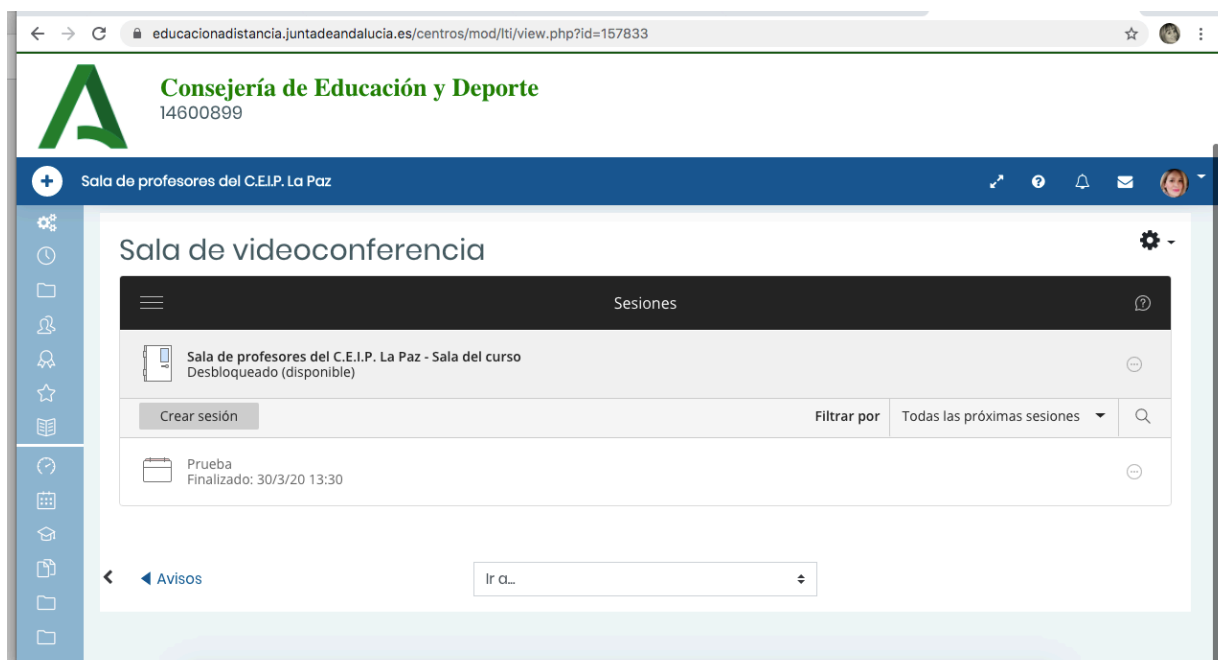 educacionadistancia.juntadeandalucia.es/centros/mod/lti/view.php?id=157833
Consejería de Educación y Deporte
14600899
Sala de profesores del C.E.I.P. La Paz
Sala de videoconferencia
Sesiones
Sala de profesores del C.E.I.P. La Paz - Sala del curso
Desbloqueado (disponible)
Crear sesión
Filtrar por
Todas las próximas sesiones
Prueba
Finalizado: 30/3/20 13:30
Avisos
Ir a...